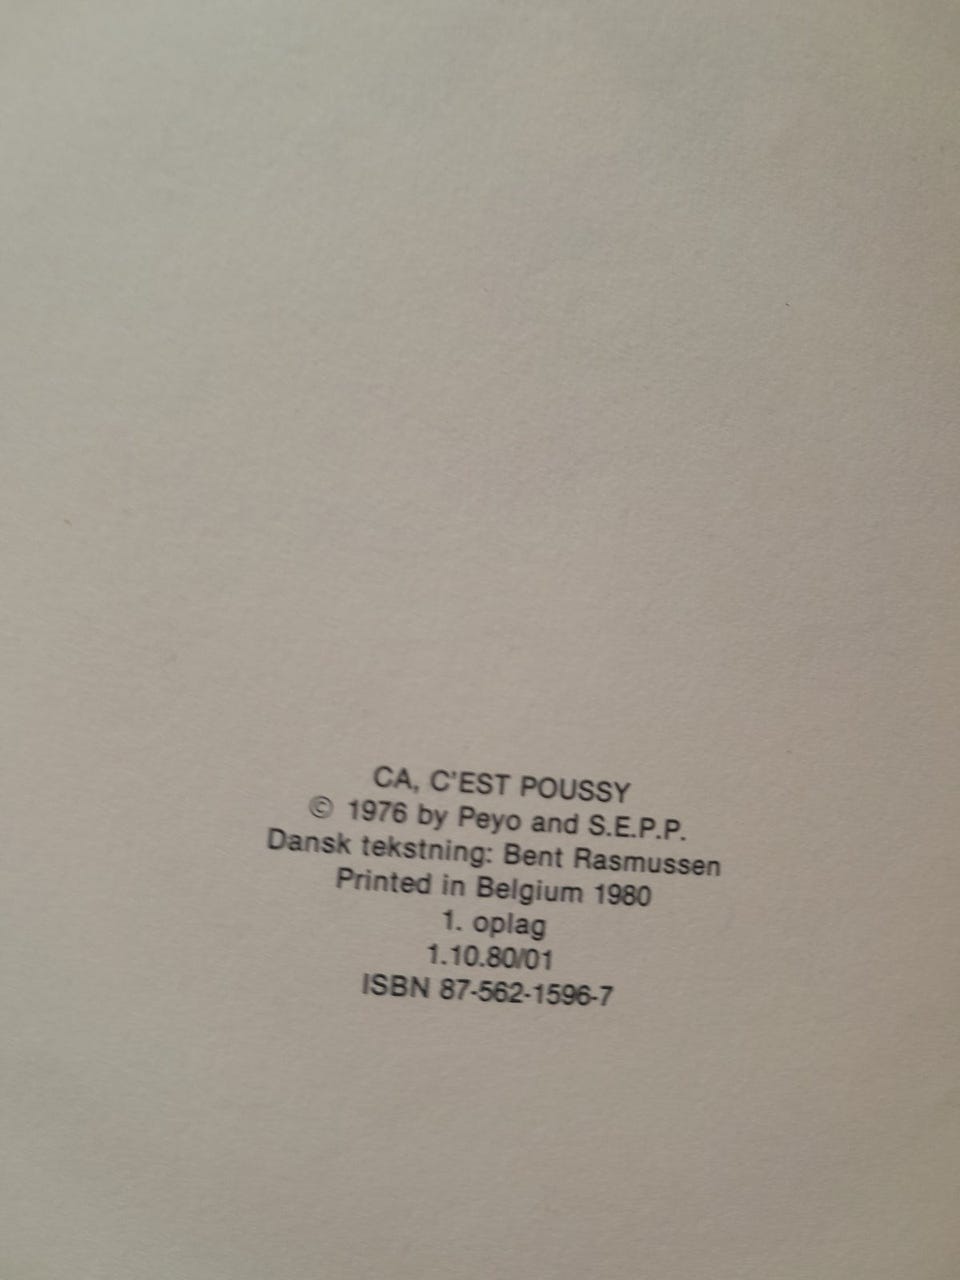 CA, C'EST POUSSY
© 1976 by Peyo and S.E.P.P.
Dansk tekstning: Bent Rasmussen
Printed in Belgium 1980
1. oplag
1.10.80/01
ISBN 87-562-1596-7